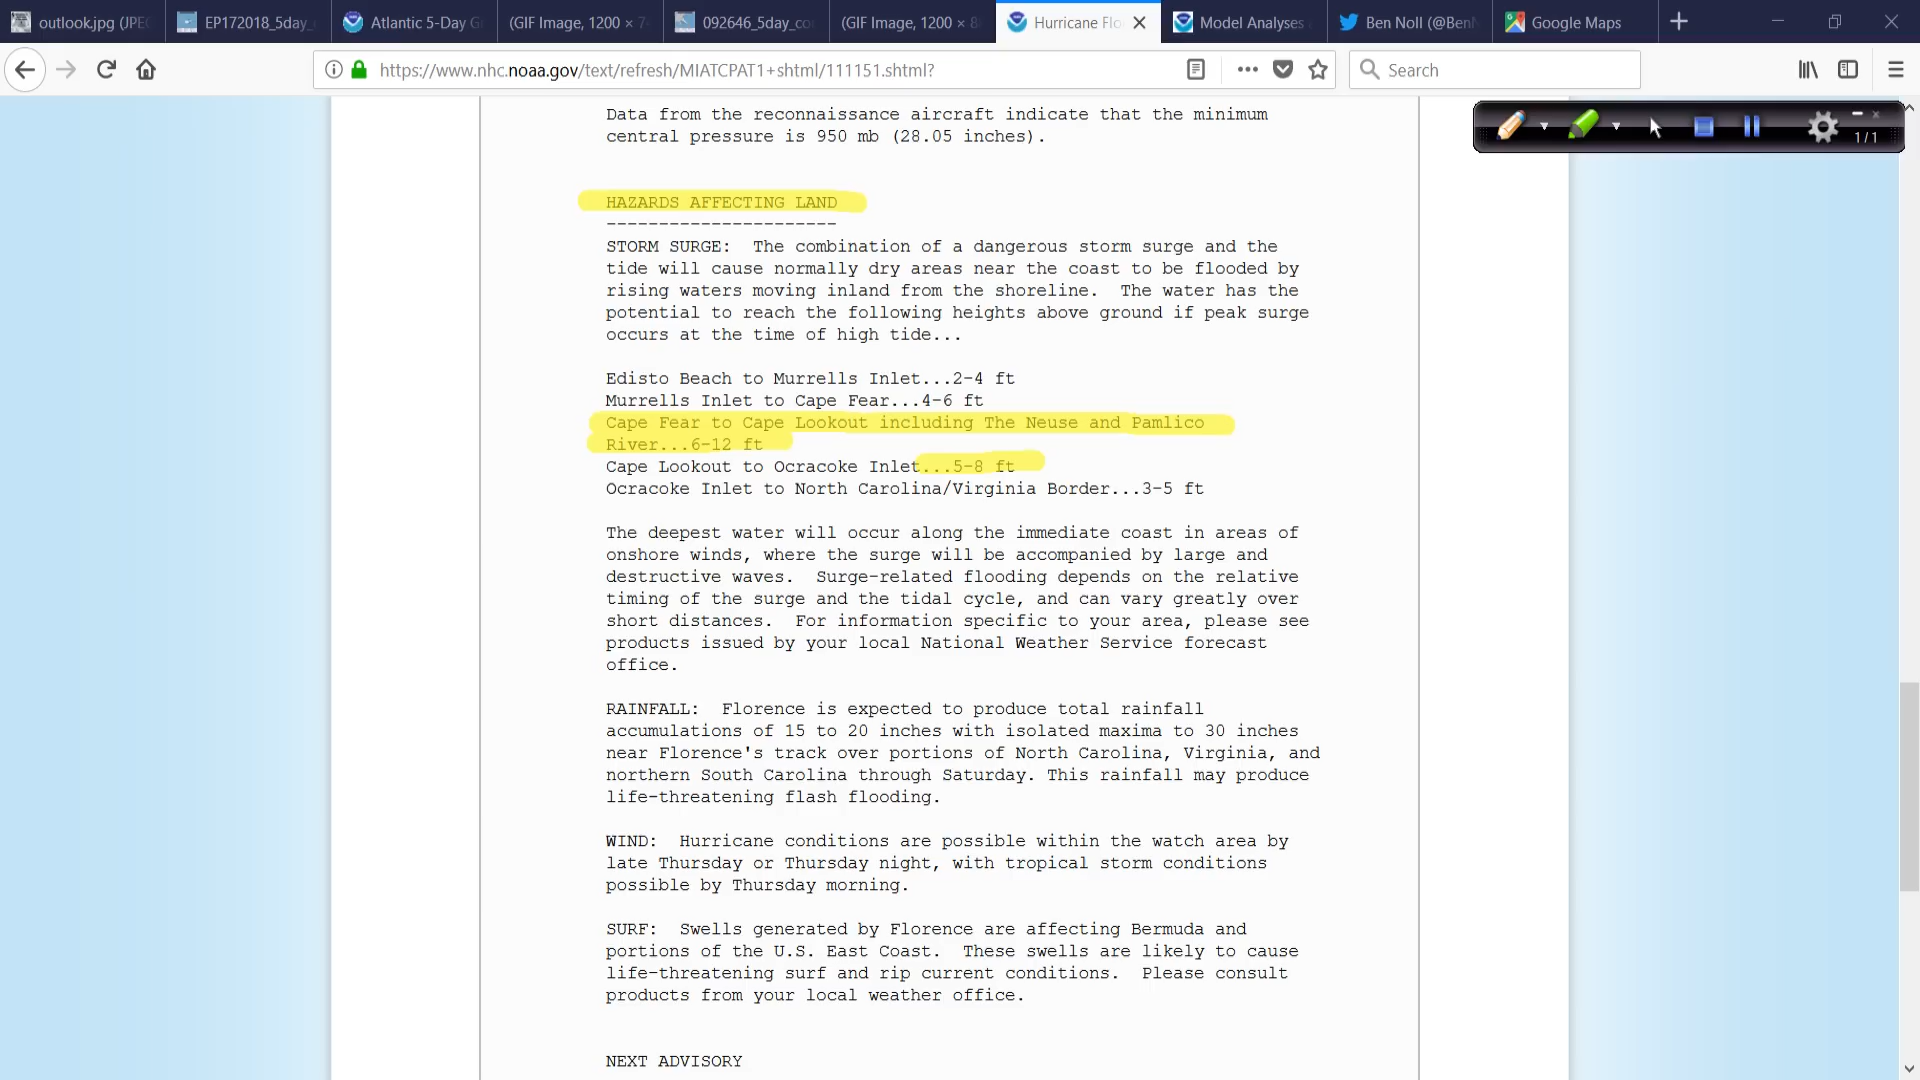 outlook.jpg (JPEG
EP172018_5day_c
Atlantic 5-Day G
(GIF Image, 1200 × 7
092646_5day_co
(GIF Image, 1200 × 8
Hurricane Flo
Model Analyses
Ben Noll (@Ben
Google Maps
https://www.nhc.noaa.gov/text/refresh/MIATCPAT1+shtml/111151.shtml?
Search
1/1
Data from the reconnaissance aircraft indicate that the minimum
central pressure is 950 mb (28.05 inches).
HAZARDS AFFECTING LAND
----------------------
STORM SURGE:  The combination of a dangerous storm surge and the
tide will cause normally dry areas near the coast to be flooded by
rising waters moving inland from the shoreline.  The water has the
potential to reach the following heights above ground if peak surge
occurs at the time of high tide...
Edisto Beach to Murrells Inlet...2-4 ft
Murrells Inlet to Cape Fear...4-6 ft
Cape Fear to Cape Lookout including The Neuse and Pamlico
River...6-12 ft
Cape Lookout to Ocracoke Inlet...5-8 ft
Ocracoke Inlet to North Carolina/Virginia Border...3-5 ft
The deepest water will occur along the immediate coast in areas of
onshore winds, where the surge will be accompanied by large and
destructive waves.  Surge-related flooding depends on the relative
timing of the surge and the tidal cycle, and can vary greatly over
short distances.  For information specific to your area, please see
products issued by your local National Weather Service forecast
office.
RAINFALL:  Florence is expected to produce total rainfall
accumulations of 15 to 20 inches with isolated maxima to 30 inches
near Florence's track over portions of North Carolina, Virginia, and
northern South Carolina through Saturday. This rainfall may produce
life-threatening flash flooding.
WIND:  Hurricane conditions are possible within the watch area by
late Thursday or Thursday night, with tropical storm conditions
possible by Thursday morning.
SURF:  Swells generated by Florence are affecting Bermuda and
portions of the U.S. East Coast.  These swells are likely to cause
life-threatening surf and rip current conditions.  Please consult
products from your local weather office.
NEXT ADVISORY